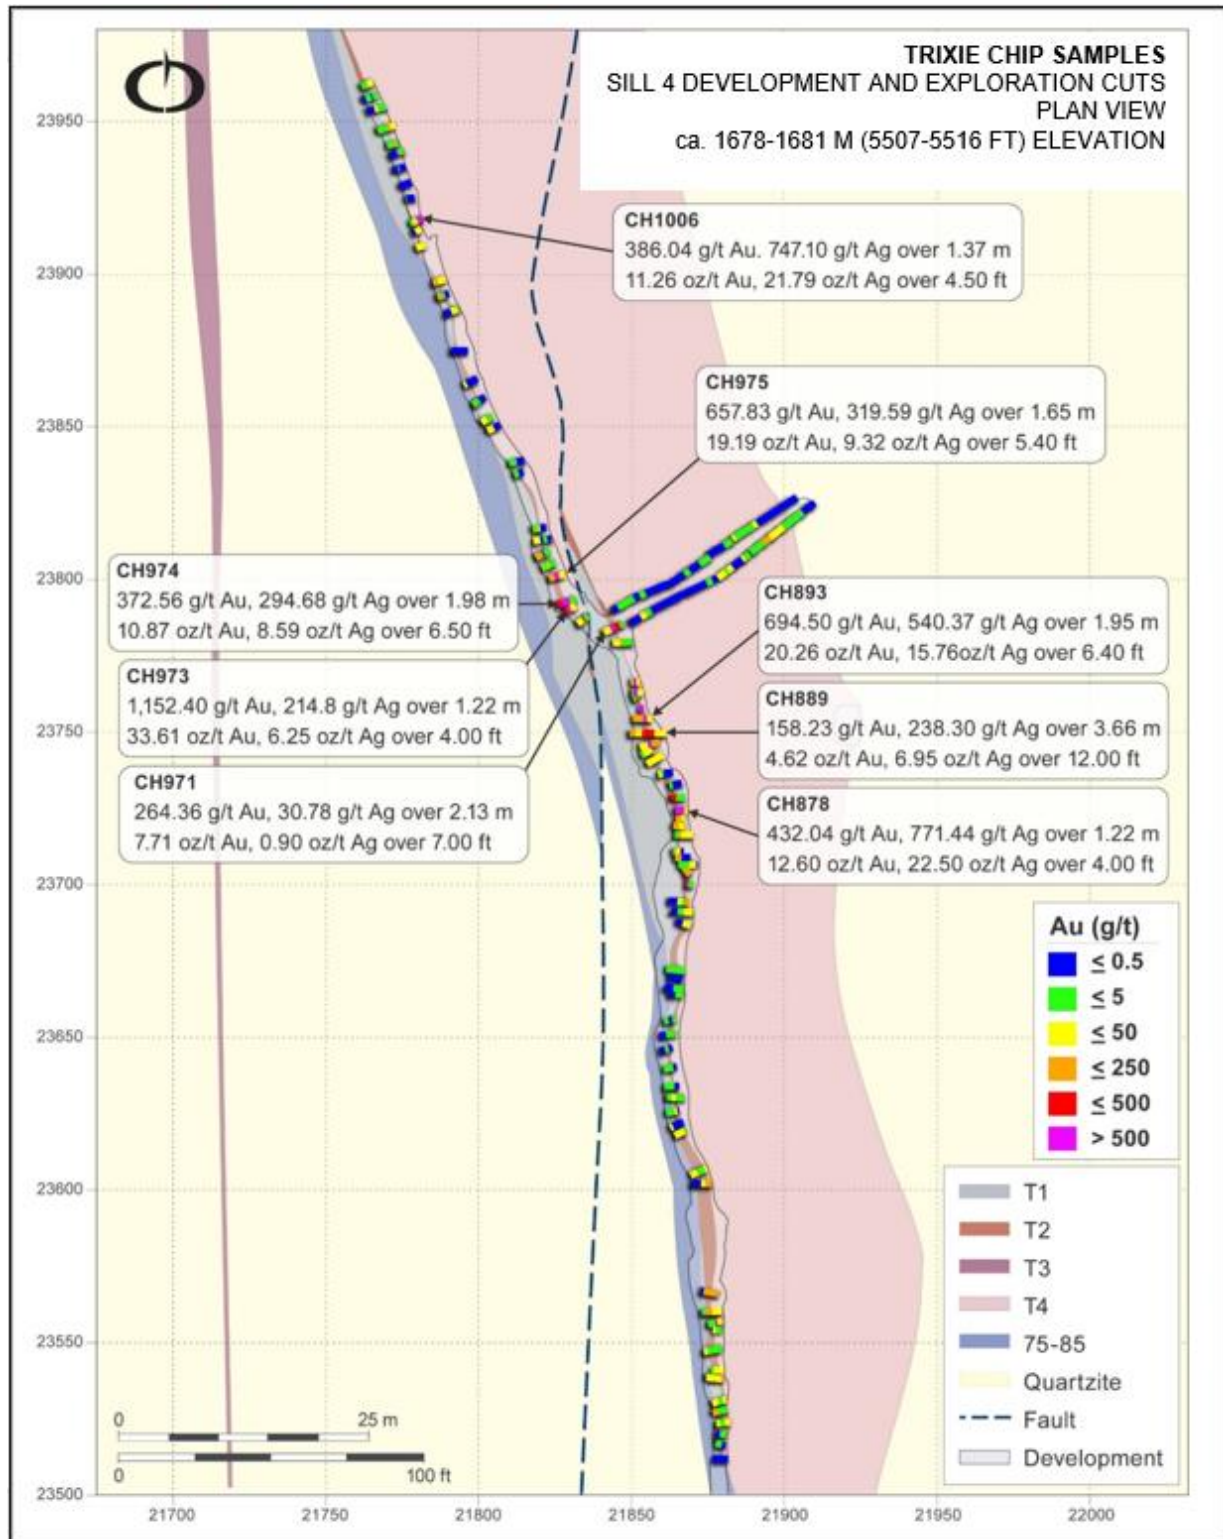 TRIXIE CHIP SAMPLES
SILL 4 DEVELOPMENT AND EXPLORATION CUTS
PLAN VIEW
ca. 1678-1681 M (5507-5516 FT) ELEVATION
23950
CH1006
386.04 g/t Au. 747.10 g/t Ag over 1.37 m
11.26 oz/t Au, 21.79 oz/t Ag over 4.50 ft
23900
CH975
657.83 g/t Au, 319.59 g/t Ag over 1.65 m
19.19 oz/t Au, 9.32 oz/t Ag over 5.40 ft
23850
23800
CH974
372.56 g/t Au, 294.68 g/t Ag over 1.98 m
10.87 oz/t Au, 8.59 oz/t Ag over 6.50 ft
CH893
694.50 g/t Au, 540.37 g/t Ag over 1.95 m
20.26 oz/t Au, 15.76oz/t Ag over 6.40 ft
CH973
1,152.40 g/t Au, 214.8 g/t Ag over 1.22 m
33.61 oz/t Au, 6.25 oz/t Ag over 4.00 ft
CH889
158.23 g/t Au, 238.30 g/t Ag over 3.66 m
4.62 oz/t Au, 6.95 oz/t Ag over 12.00 ft
23750
CH971
264.36 g/t Au, 30.78 g/t Ag over 2.13 m
7.71 oz/t Au, 0.90 oz/t Ag over 7.00 ft
CH878
432.04 g/t Au, 771.44 g/t Ag over 1.22 m
12.60 oz/t Au, 22.50 oz/t Ag over 4.00 ft
23700
Au (g/t)
≤ 0.5
≤ 5
≤ 50
≤ 250
≤ 500
> 500
23650
23600
T1
T2
T3
T4
75-85
Quartzite
Fault
Development
23550
0 25 m
0 100 ft
23500
21700 21750 21800 21850 21900 21950 22000